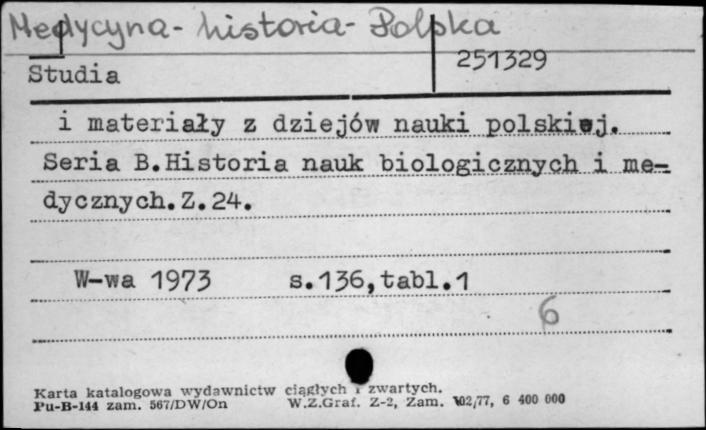 Medycyna - historia - Polska
Studia
251329
i materiały z dziejów nauki polskiej.
Seria B.Historia nauk biologicznych i me-
dycznych.Z.24.
W-wa 1973 s.136,tabl.1
6
Karta katalogowa wydawnictw ciągłych i zwartych.
Pu-B-144 zam. 567/DW/On W.Z.Graf. Z-2, Zam. 102/77, 6 400 000